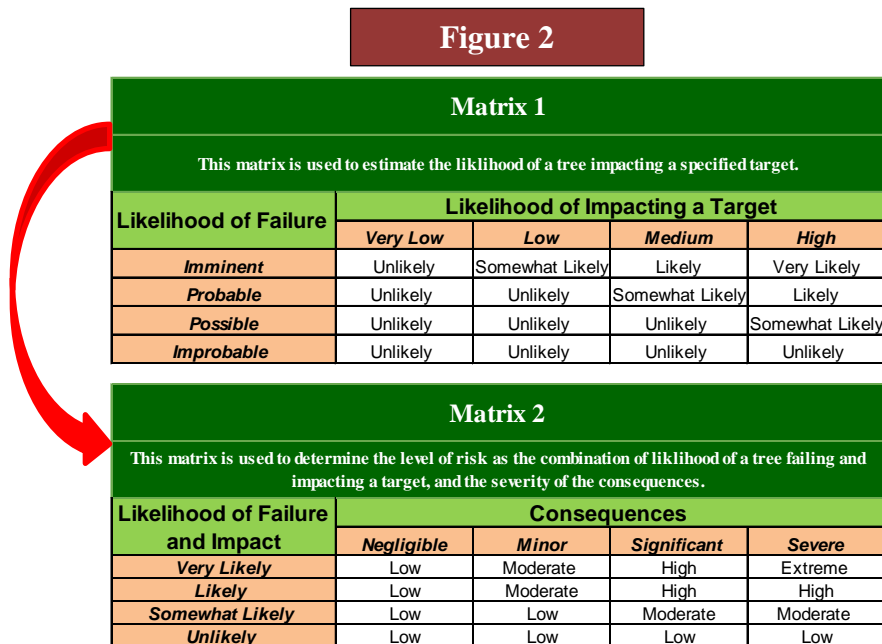 Figure 2
Matrix 1
This matrix is used to estimate the liklihood of a tree impacting a specified target.
Likelihood of Failure Likelihood of Impacting a Target
Very Low Low Medium High
Imminent Unlikely Somewhat Likely Likely Very Likely
Probable Unlikely Unlikely Somewhat Likely Likely
Possible Unlikely Unlikely Unlikely Somewhat Likely
Improbable Unlikely Unlikely Unlikely Unlikely
Matrix 2
This matrix is used to determine the level of risk as the combination of liklihood of a tree failing and
impacting a target, and the severity of the consequences.
Likelihood of Failure Consequences
and Impact Negligible Minor Significant Severe
Very Likely Low Moderate High Extreme
Likely Low Moderate High High
Somewhat Likely Low Low Moderate Moderate
Unlikely Low Low Low Low